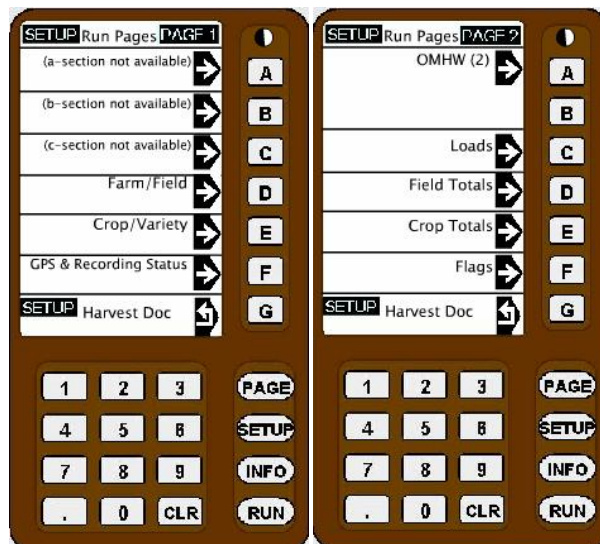 SETUP Run Pages PAGE 1
(a-section not available)
A
(b-section not available)
B
(c-section not available)
C
Farm/Field
D
Crop/Variety
E
GPS & Recording Status
F
SETUP Harvest Doc
G
1 2 3 PAGE
4 5 6 SETUP
7 8 9 INFO
. 0 CLR RUN
SETUP Run Pages PAGE 2
OMHW (2)
A
B
Loads
C
Field Totals
D
Crop Totals
E
Flags
F
SETUP Harvest Doc
G
1 2 3 PAGE
4 5 6 SETUP
7 8 9 INFO
. 0 CLR RUN